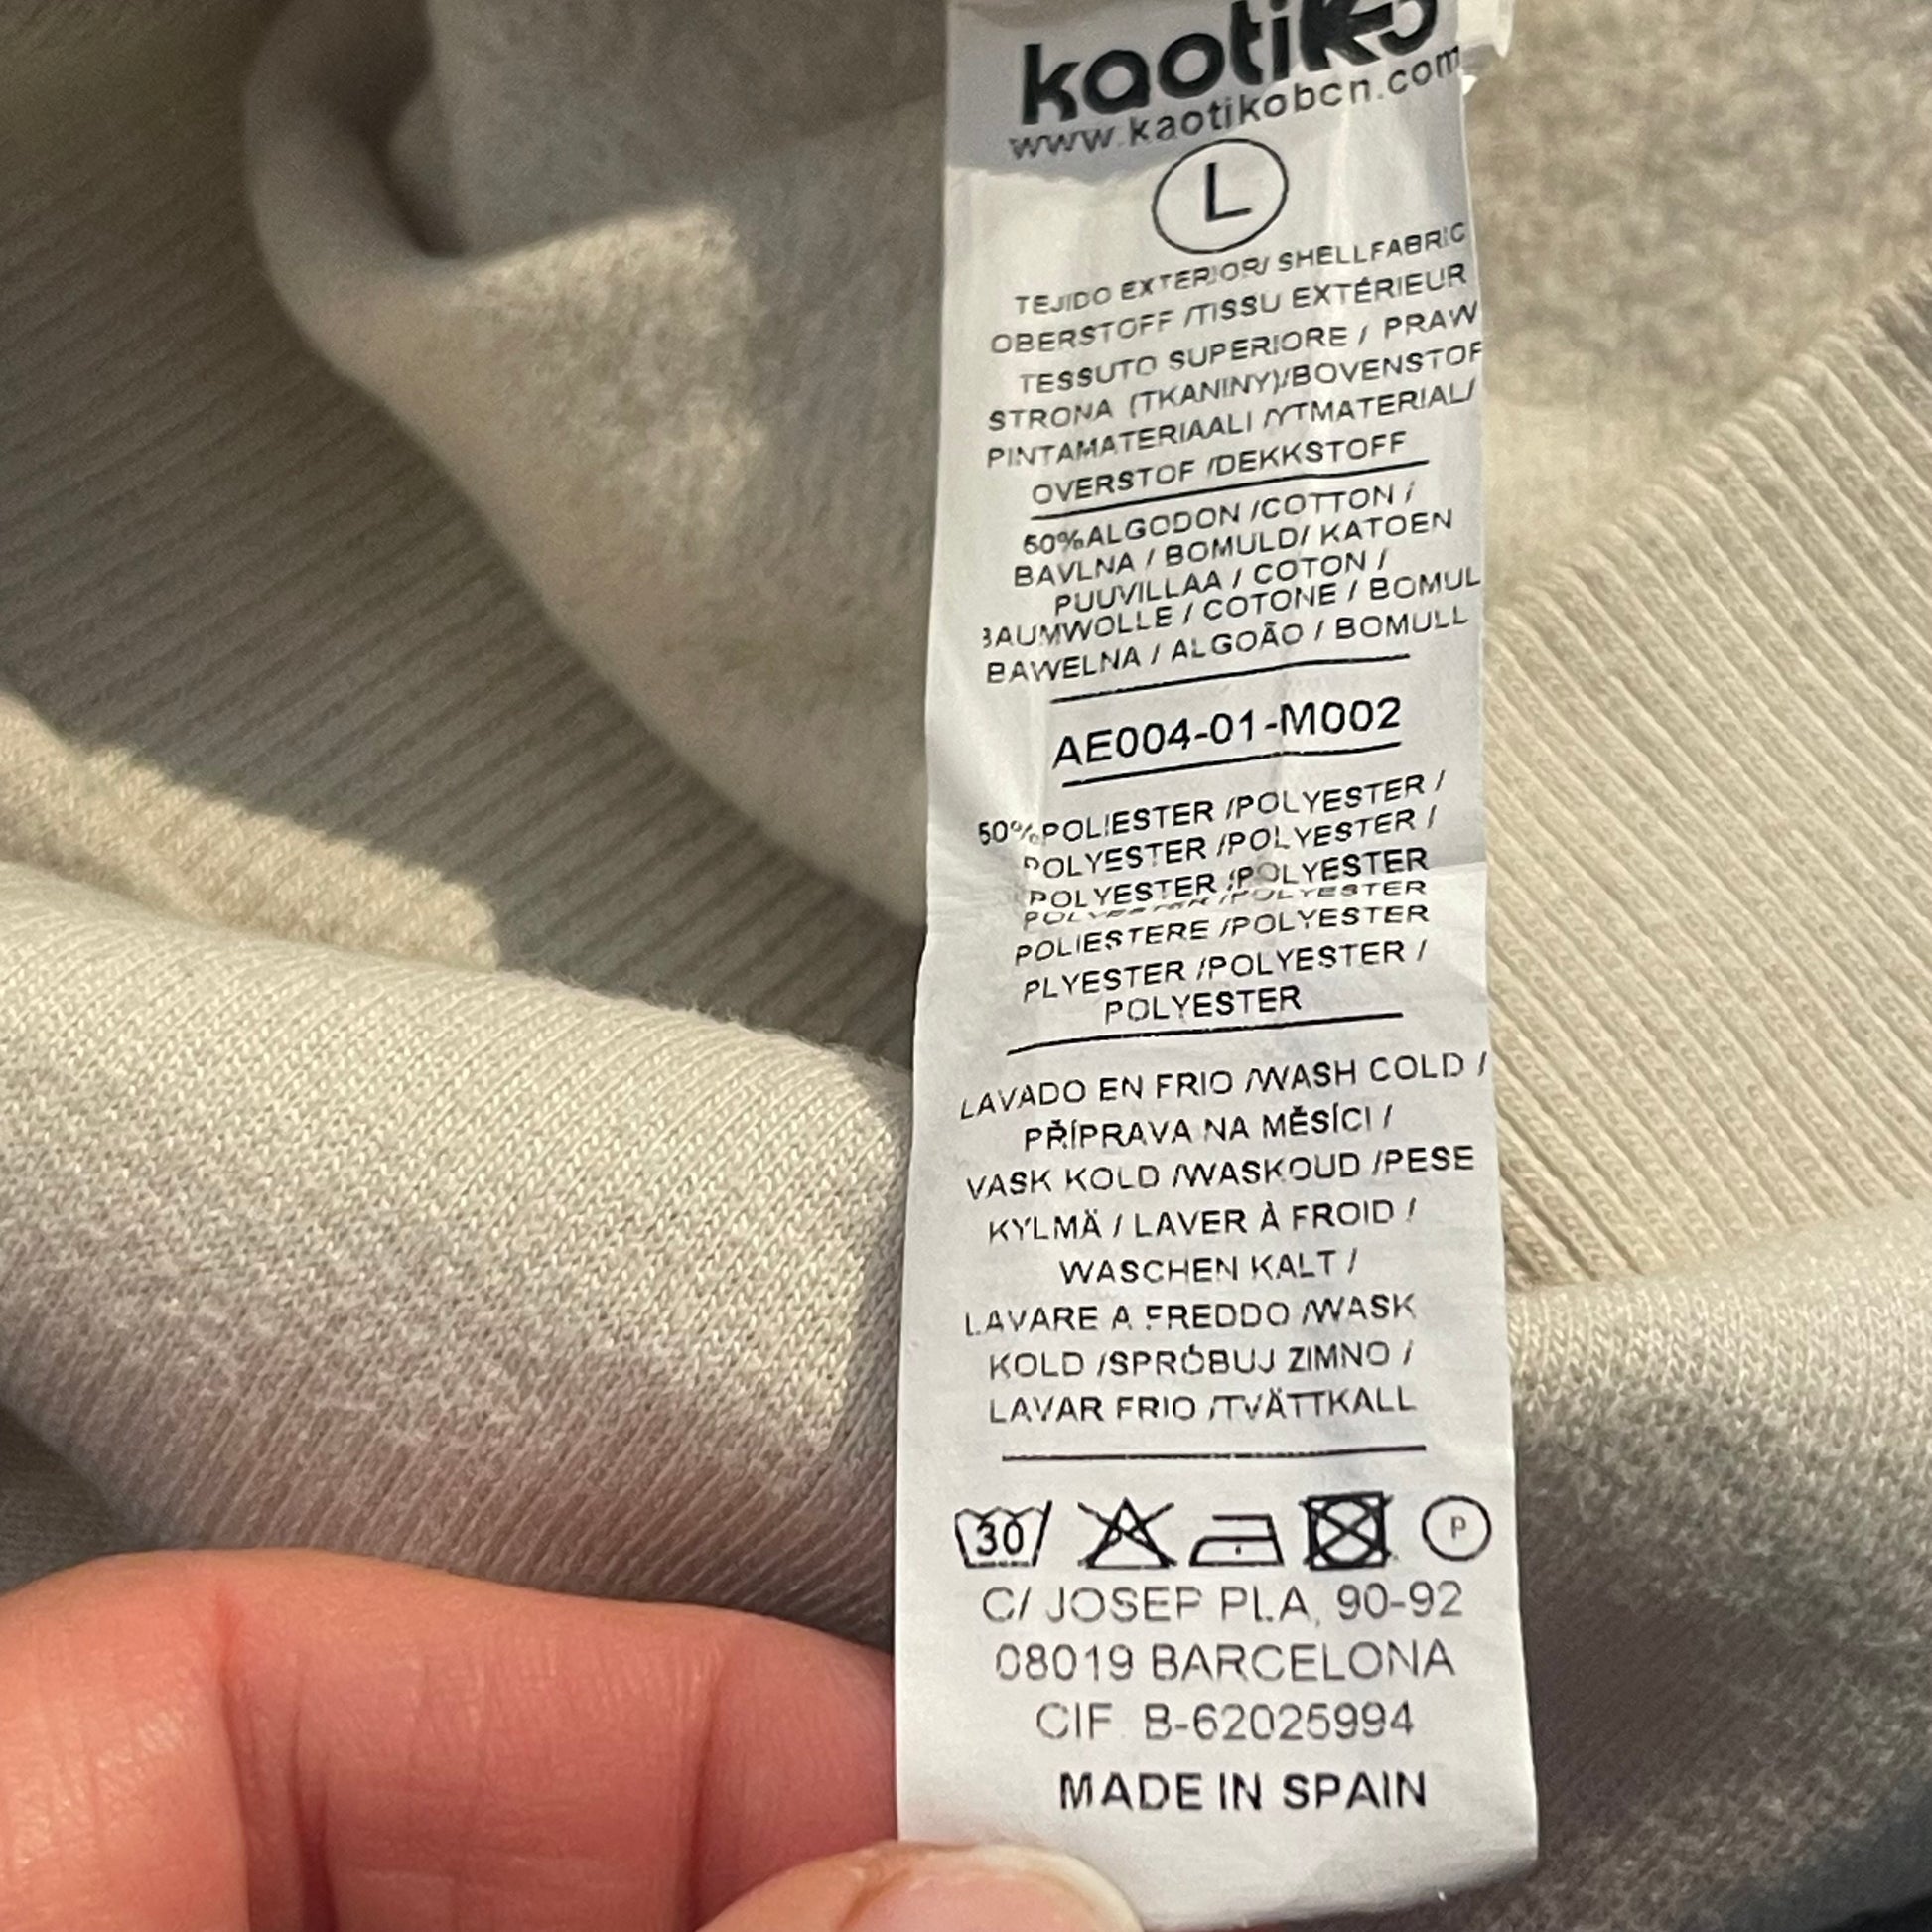 kaotiko
www.kaotikobcn.com
L
TEJIDO EXTERIOR/ SHELLFABRIC
OBERSTOFF /TISSU EXTÉRIEUR
TESSUTO SUPERIORE / PRAW
STRONA (TKANINY)/BOVENSTOF
PINTAMATERIAALI /YTMATERIAL/
OVERSTOF /DEKKSTOFF
50%ALGODON /COTTON /
BAVLNA / BOMULD/ KATOEN
PUUVILLAA / COTON /
BAUMWOLLE / COTONE / BOMUL
BAWELNA / ALGOÃO / BOMULL
AE004-01-M002
50%POLIESTER /POLYESTER /
POLYESTER /POLYESTER /
POLYESTER /POLYESTER
POLYESTER /POLYESTER
POLIESTERE /POLYESTER
PLYESTER /POLYESTER /
POLYESTER
LAVADO EN FRIO /WASH COLD /
PŘÍPRAVA NA MĚSÍCI /
VASK KOLD /WASKOUD /PESE
KYLMÄ / LAVER À FROID /
WASCHEN KALT /
LAVARE A FREDDO /WASK
KOLD /SPRÓBUJ ZIMNO /
LAVAR FRIO /TVÄTTKALL
30 P
C/ JOSEP PLA, 90-92
08019 BARCELONA
CIF. B-62025994
MADE IN SPAIN